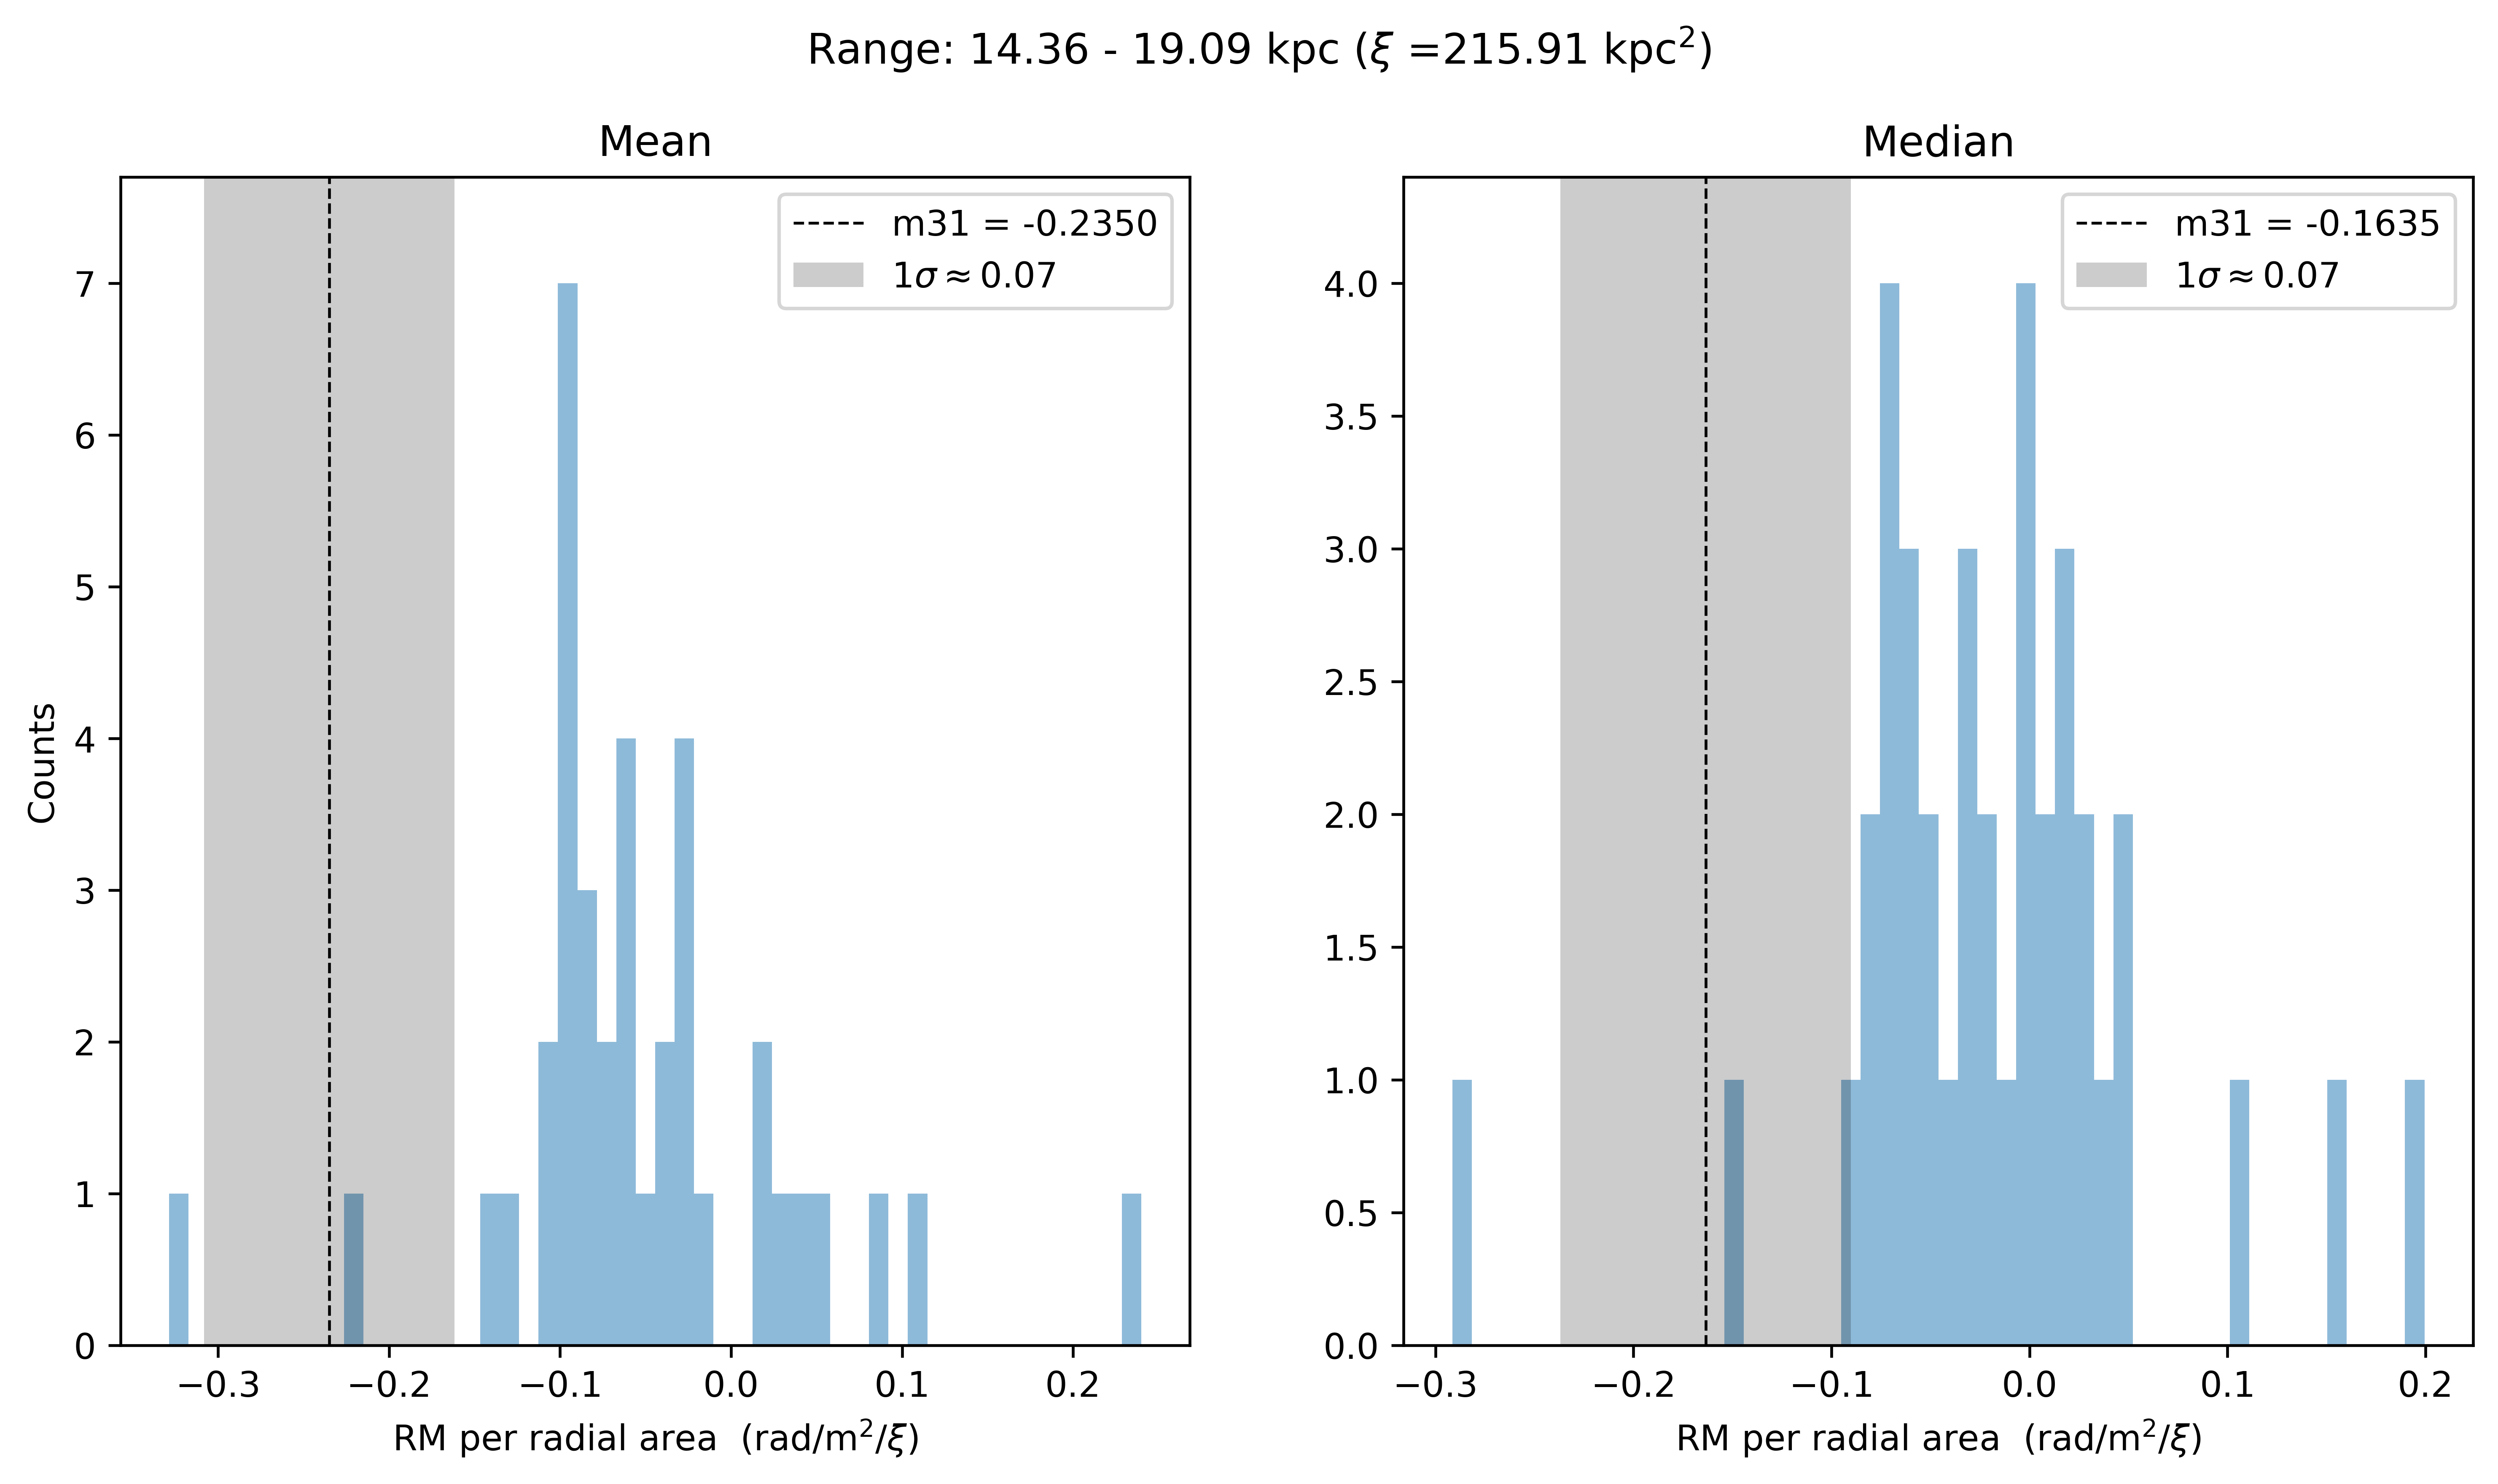 Range: 14.36 - 19.09 kpc (ξ =215.91 kpc²)
Mean
m31 = -0.2350
1σ ≈ 0.07
7
6
5
4
3
2
1
0
Counts
−0.3 −0.2 −0.1 0.0 0.1 0.2
RM per radial area (rad/m²/ξ)
Median
m31 = -0.1635
1σ ≈ 0.07
4.0
3.5
3.0
2.5
2.0
1.5
1.0
0.5
0.0
−0.3 −0.2 −0.1 0.0 0.1 0.2
RM per radial area (rad/m²/ξ)